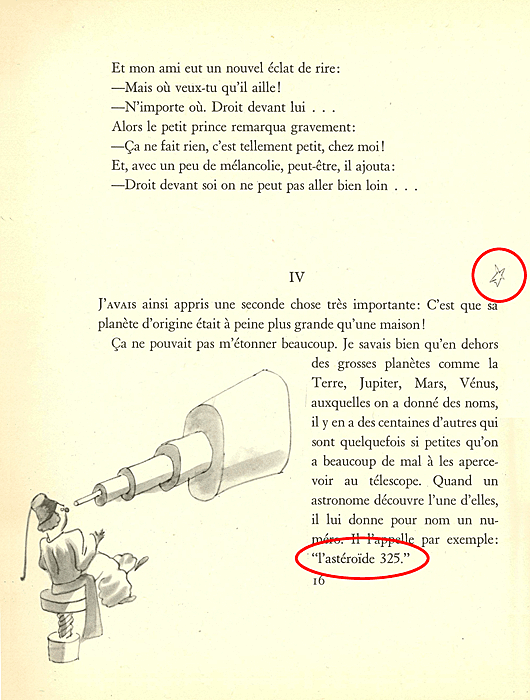 Et mon ami eut un nouvel éclat de rire:
—Mais où veux-tu qu'il aille!
—N'importe où. Droit devant lui . . .
Alors le petit prince remarqua gravement:
—Ça ne fait rien, c'est tellement petit, chez moi!
Et, avec un peu de mélancolie, peut-être, il ajouta:
—Droit devant soi on ne peut pas aller bien loin . . .
IV
J'AVAIS ainsi appris une seconde chose très importante: C'est que sa
planète d'origine était à peine plus grande qu'une maison!
Ça ne pouvait pas m'étonner beaucoup. Je savais bien qu'en dehors
des grosses planètes comme la
Terre, Jupiter, Mars, Vénus,
auxquelles on a donné des noms,
il y en a des centaines d'autres qui
sont quelquefois si petites qu'on
a beaucoup de mal à les aperce-
voir au télescope. Quand un
astronome découvre l'une d'elles,
il lui donne pour nom un nu-
méro. Il l'appelle par exemple:
“l'astéroïde 325.”
16